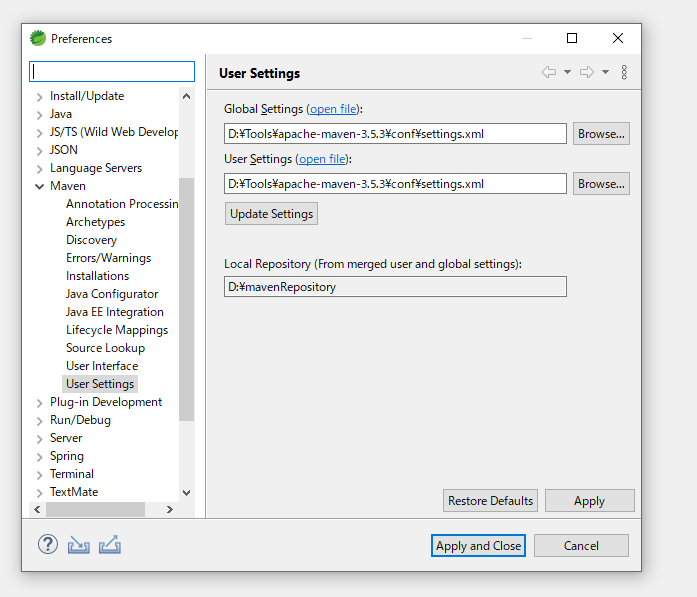 Preferences
User Settings
Install/Update
Java
JS/TS (Wild Web Develop
JSON
Language Servers
Maven
Annotation Processin
Archetypes
Discovery
Errors/Warnings
Installations
Java Configurator
Java EE Integration
Lifecycle Mappings
Source Lookup
User Interface
User Settings
Plug-in Development
Run/Debug
Server
Spring
Terminal
TextMate
Global Settings (open file):
D:¥Tools¥apache-maven-3.5.3¥conf¥settings.xml
Browse...
User Settings (open file):
D:¥Tools¥apache-maven-3.5.3¥conf¥settings.xml
Browse...
Update Settings
Local Repository (From merged user and global settings):
D:¥mavenRepository
Restore Defaults
Apply
?
Apply and Close
Cancel